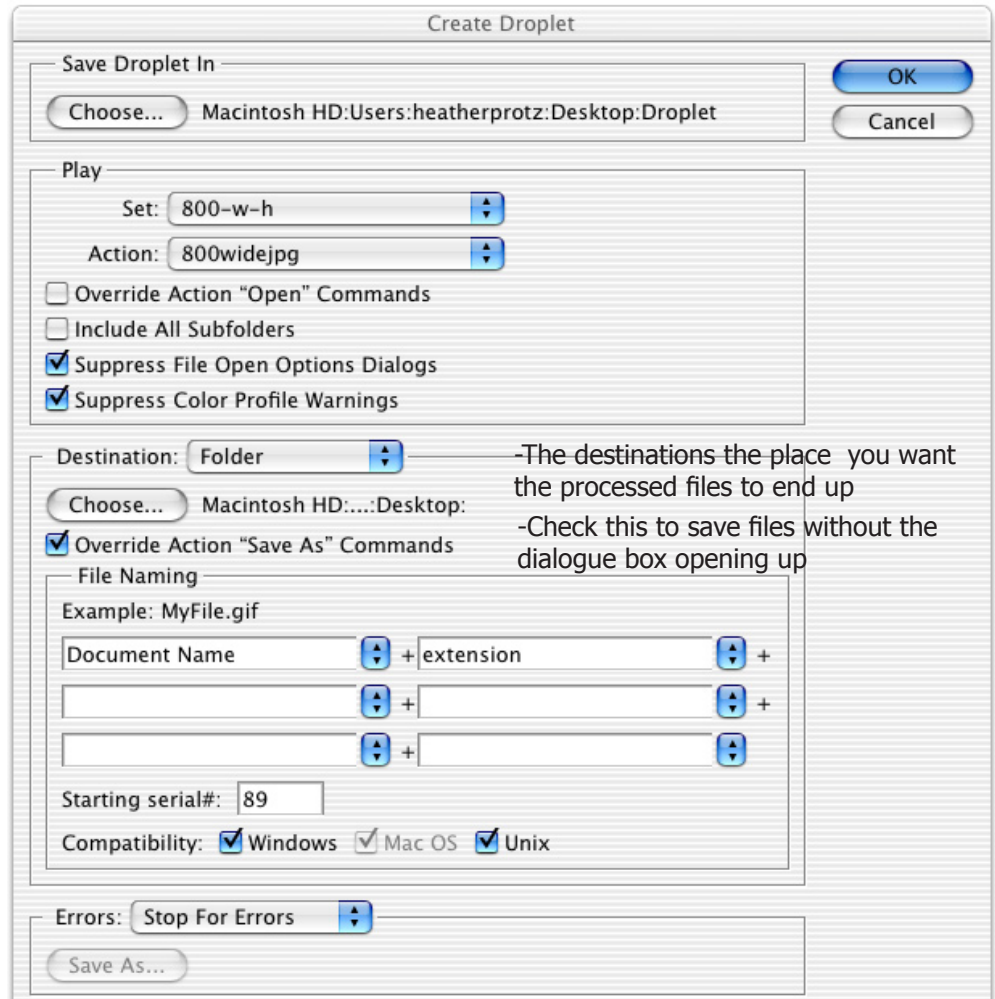 Create Droplet
Save Droplet In
OK
Choose... Macintosh HD:Users:heatherprotz:Desktop:Droplet
Cancel
Play
Set: 800-w-h
Action: 800widejpg
Override Action “Open” Commands
Include All Subfolders
Suppress File Open Options Dialogs
Suppress Color Profile Warnings
Destination: Folder
-The destinations the place you want
the processed files to end up
Choose... Macintosh HD:...:Desktop:
-Check this to save files without the
dialogue box opening up
Override Action “Save As” Commands
File Naming
Example: MyFile.gif
Document Name + extension +
+ +
+
Starting serial#: 89
Compatibility: Windows Mac OS Unix
Errors: Stop For Errors
Save As...